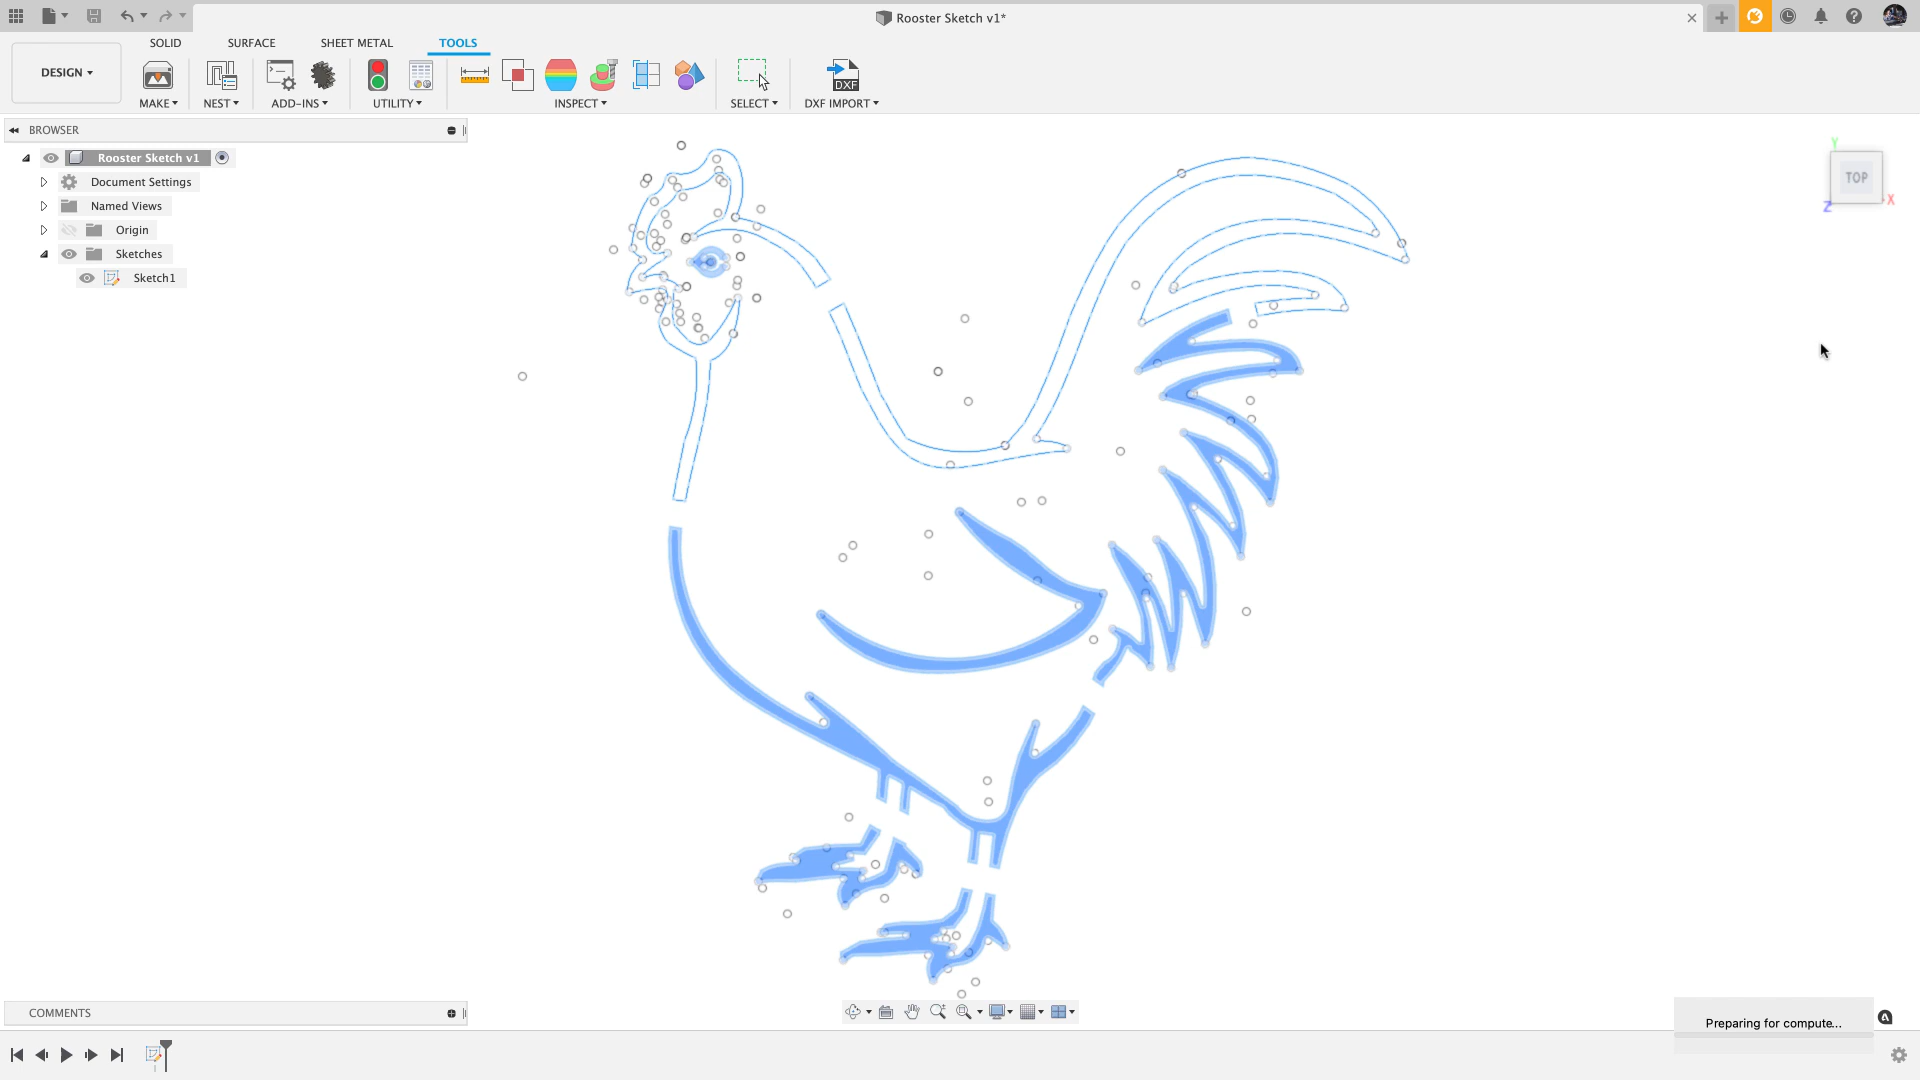 Rooster Sketch v1*
SOLID
SURFACE
SHEET METAL
TOOLS
DESIGN
MAKE
NEST
ADD-INS
UTILITY
INSPECT
SELECT
DXF
DXF IMPORT
BROWSER
Rooster Sketch v1
Document Settings
Named Views
Origin
Sketches
Sketch1
Y
TOP
Z
X
COMMENTS
Preparing for compute...